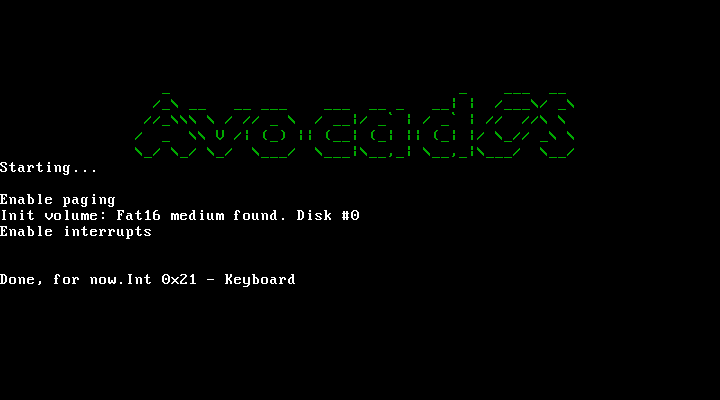 AvocadOS
Starting...
Enable paging
Init volume: Fat16 medium found. Disk #0
Enable interrupts
Done, for now.Int 0x21 - Keyboard